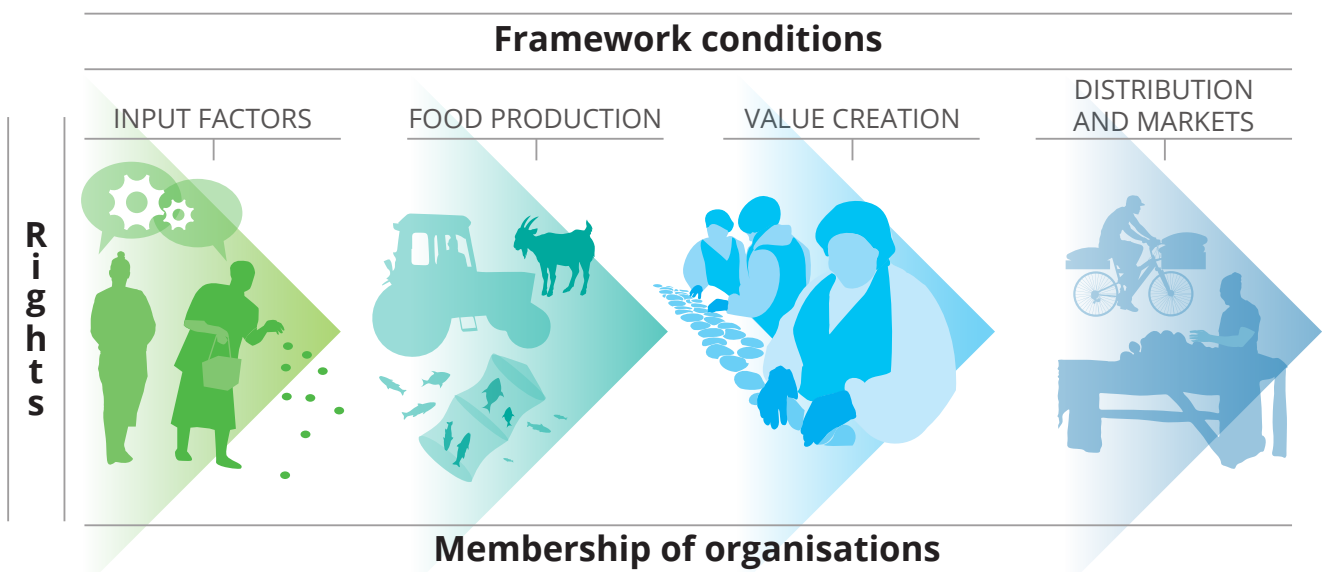 Framework conditions
INPUT FACTORS
FOOD PRODUCTION
VALUE CREATION
DISTRIBUTION
AND MARKETS
Rights
Membership of organisations